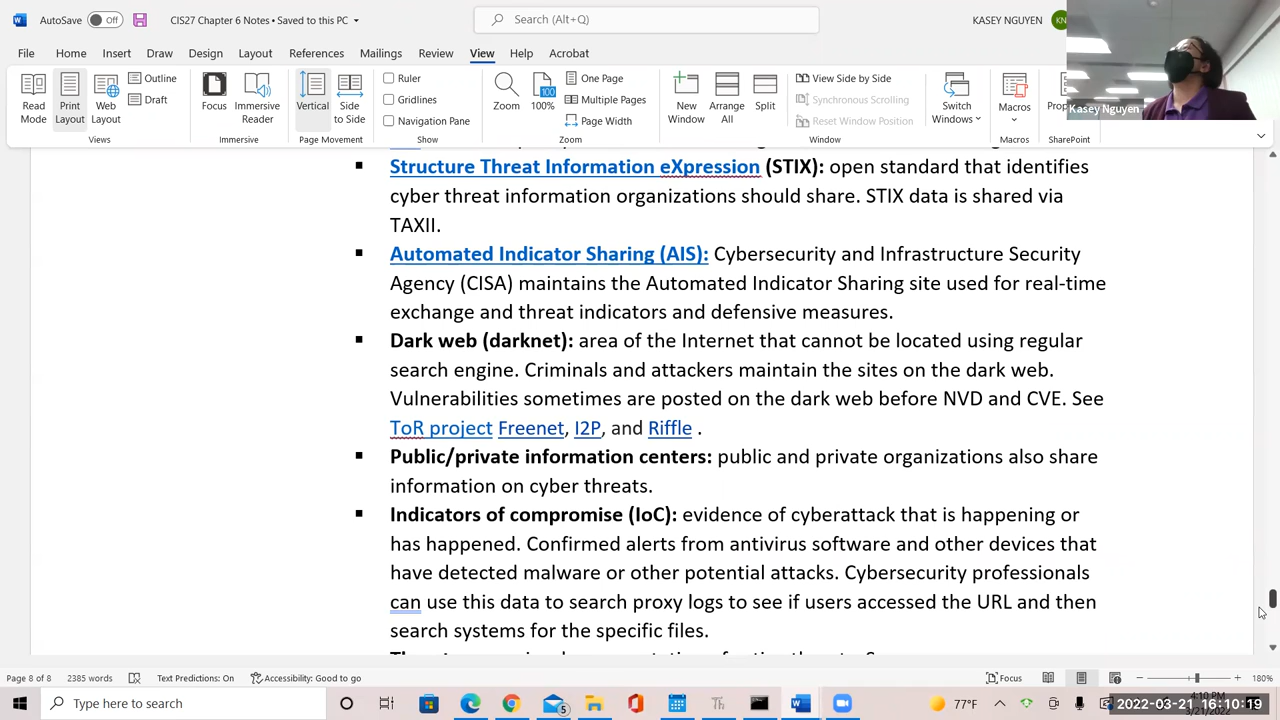 AutoSave Off CIS27 Chapter 6 Notes • Saved to this PC Search (Alt+Q) KASEY NGUYEN KN
File Home Insert Draw Design Layout References Mailings Review View Help Acrobat
Read Mode
Print Layout
Web Layout
Outline
Draft
Views
Focus
Immersive Reader
Immersive
Vertical
Side to Side
Page Movement
Ruler
Gridlines
Navigation Pane
Show
Zoom
100
100%
One Page
Multiple Pages
Page Width
Zoom
New Window
Arrange All
Split
View Side by Side
Synchronous Scrolling
Reset Window Position
Window
Switch Windows
Macros
Macros
SharePoint
Kasey Nguyen
Structure Threat Information eXpression (STIX): open standard that identifies
cyber threat information organizations should share. STIX data is shared via
TAXII.
Automated Indicator Sharing (AIS): Cybersecurity and Infrastructure Security
Agency (CISA) maintains the Automated Indicator Sharing site used for real-time
exchange and threat indicators and defensive measures.
Dark web (darknet): area of the Internet that cannot be located using regular
search engine. Criminals and attackers maintain the sites on the dark web.
Vulnerabilities sometimes are posted on the dark web before NVD and CVE. See
ToR project Freenet, I2P, and Riffle .
Public/private information centers: public and private organizations also share
information on cyber threats.
Indicators of compromise (IoC): evidence of cyberattack that is happening or
has happened. Confirmed alerts from antivirus software and other devices that
have detected malware or other potential attacks. Cybersecurity professionals
can use this data to search proxy logs to see if users accessed the URL and then
search systems for the specific files.
Page 8 of 8 2385 words Text Predictions: On Accessibility: Good to go Focus 180%
Type here to search 5 77°F 4:10 PM
2022-03-21 16:10:19